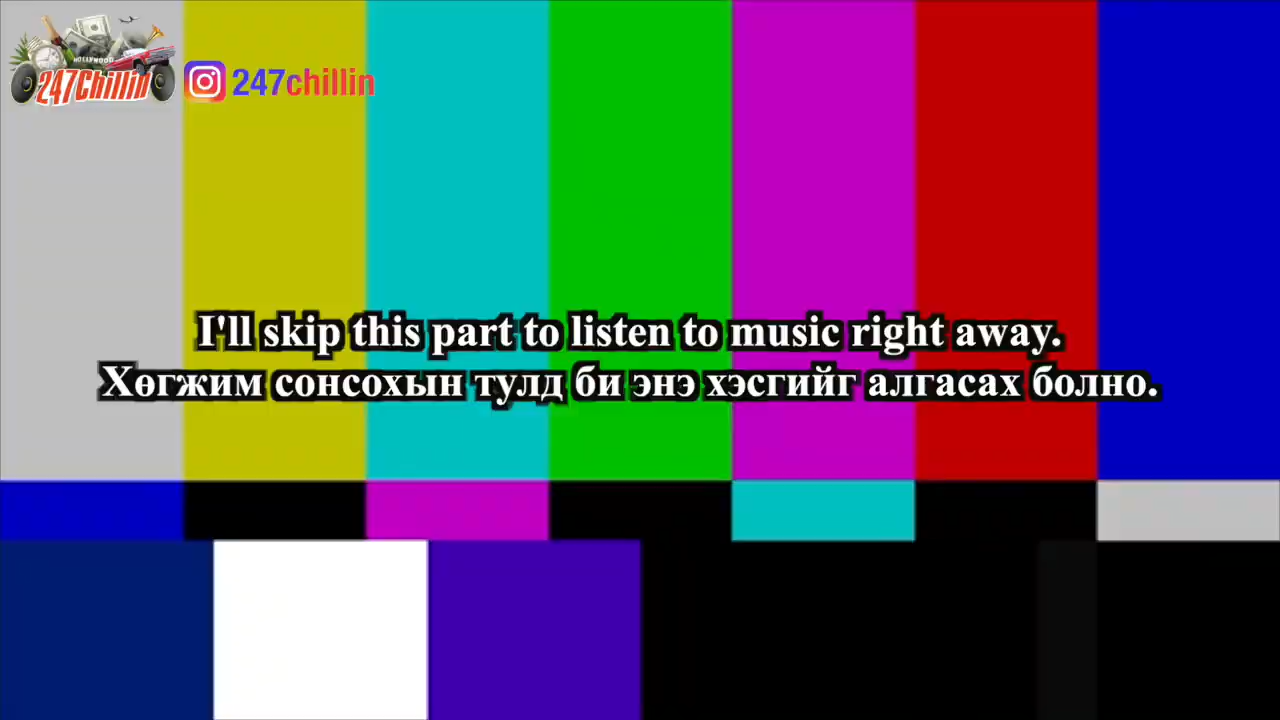 HOLLYWOOD
247Chillin
247chillin
I'll skip this part to listen to music right away.
Хөгжим сонсохын тулд би энэ хэсгийг алгасах болно.